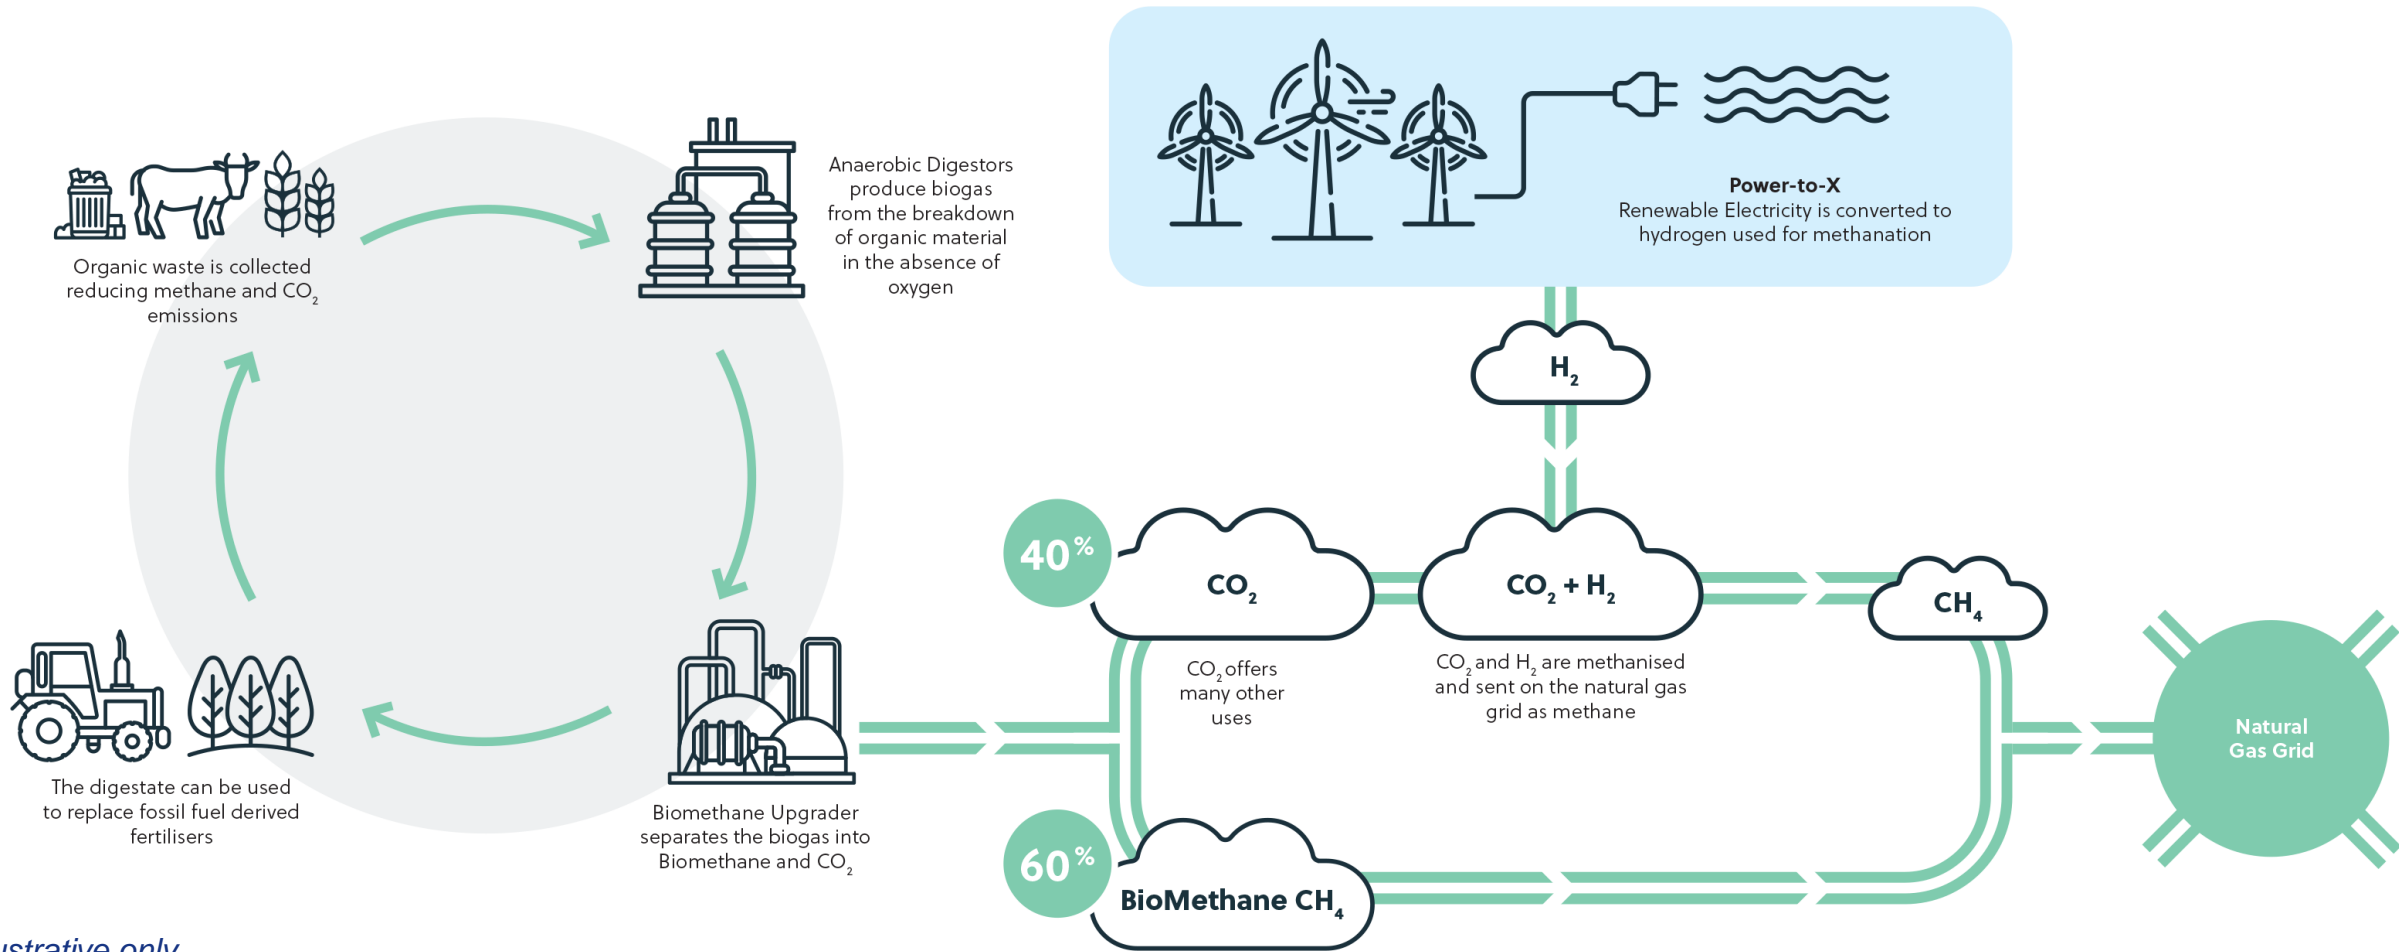 Organic waste is collected
reducing methane and CO₂
emissions
Anaerobic Digestors
produce biogas
from the breakdown
of organic material
in the absence of
oxygen
Power-to-X
Renewable Electricity is converted to
hydrogen used for methanation
H₂
40%
CO₂
CO₂ + H₂
CH₄
CO₂ offers
many other
uses
CO₂ and H₂ are methanised
and sent on the natural gas
grid as methane
Natural
Gas Grid
The digestate can be used
to replace fossil fuel derived
fertilisers
Biomethane Upgrader
separates the biogas into
Biomethane and CO₂
60%
BioMethane CH₄
only